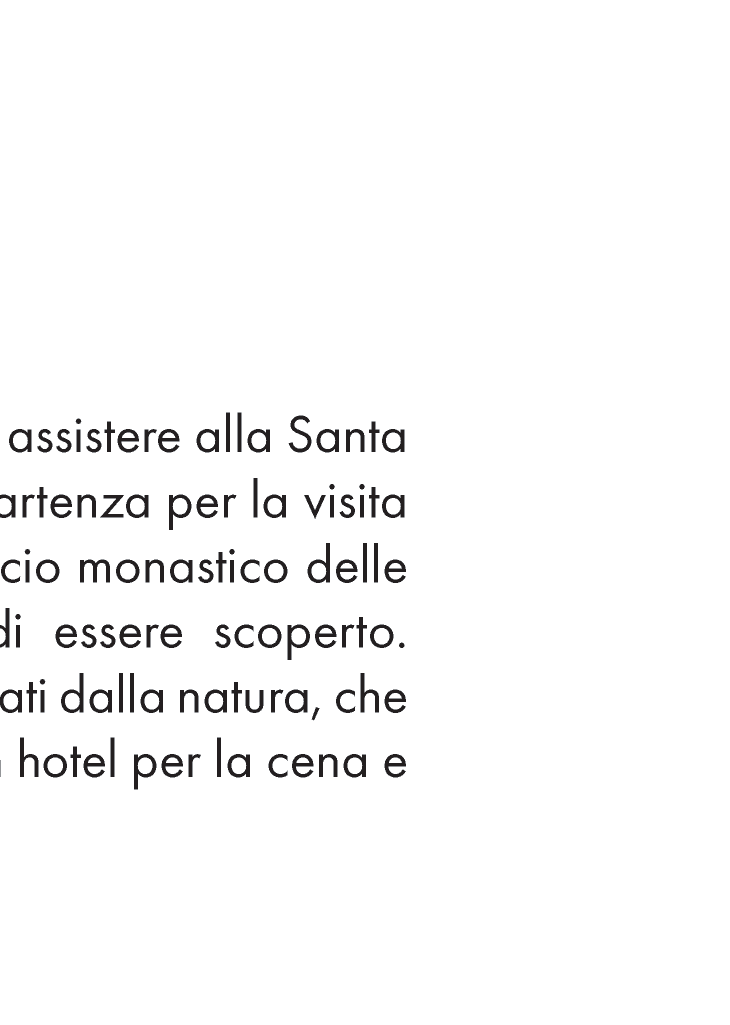 assistere alla Santa
artenza per la visita
cio monastico delle
di essere scoperto.
ati dalla natura, che
hotel per la cena e